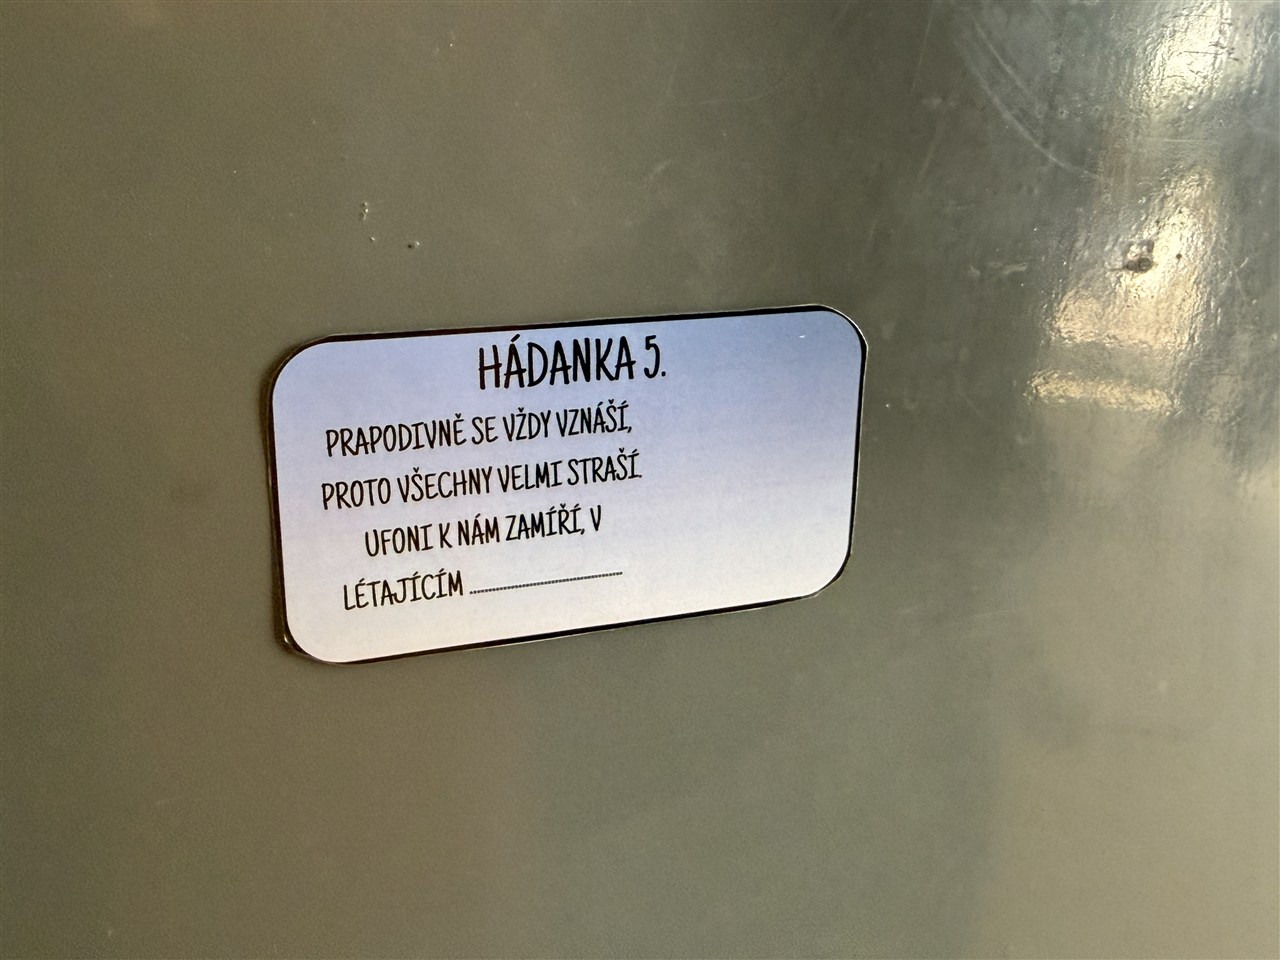 HÁDANKA 5.
PRAPODIVNĚ SE VŽDY VZNÁŠÍ,
PROTO VŠECHNY VELMI STRAŠÍ.
UFONI K NÁM ZAMÍŘÍ, V
LÉTAJÍCÍM ........................................